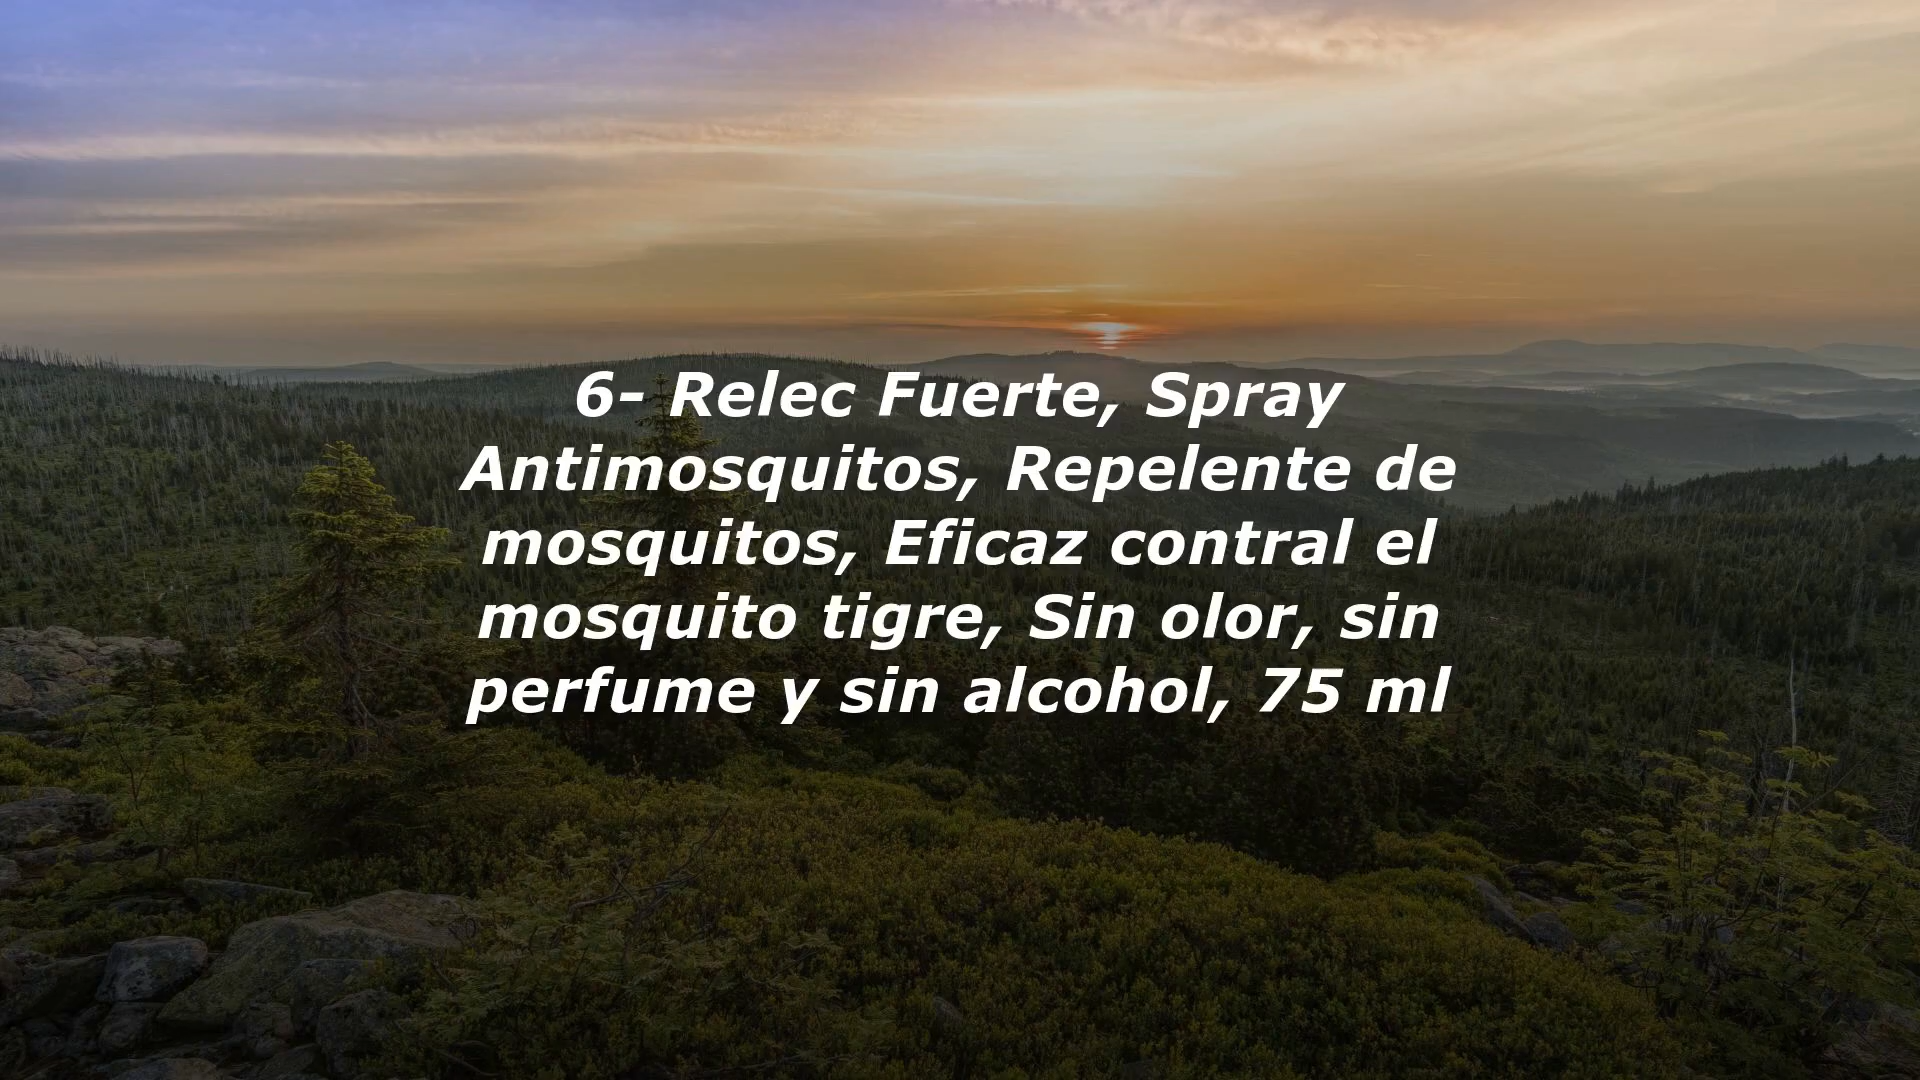 6- Relec Fuerte, Spray
Antimosquitos, Repelente de
mosquitos, Eficaz contral el
mosquito tigre, Sin olor, sin
perfume y sin alcohol, 75 ml